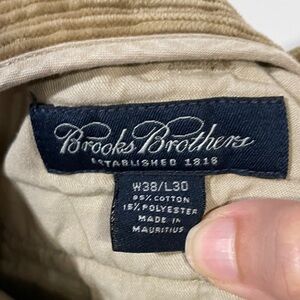 Brooks Brothers
ESTABLISHED 1818
W38/L30
85% COTTON
15% POLYESTER
MADE IN
MAURITIUS